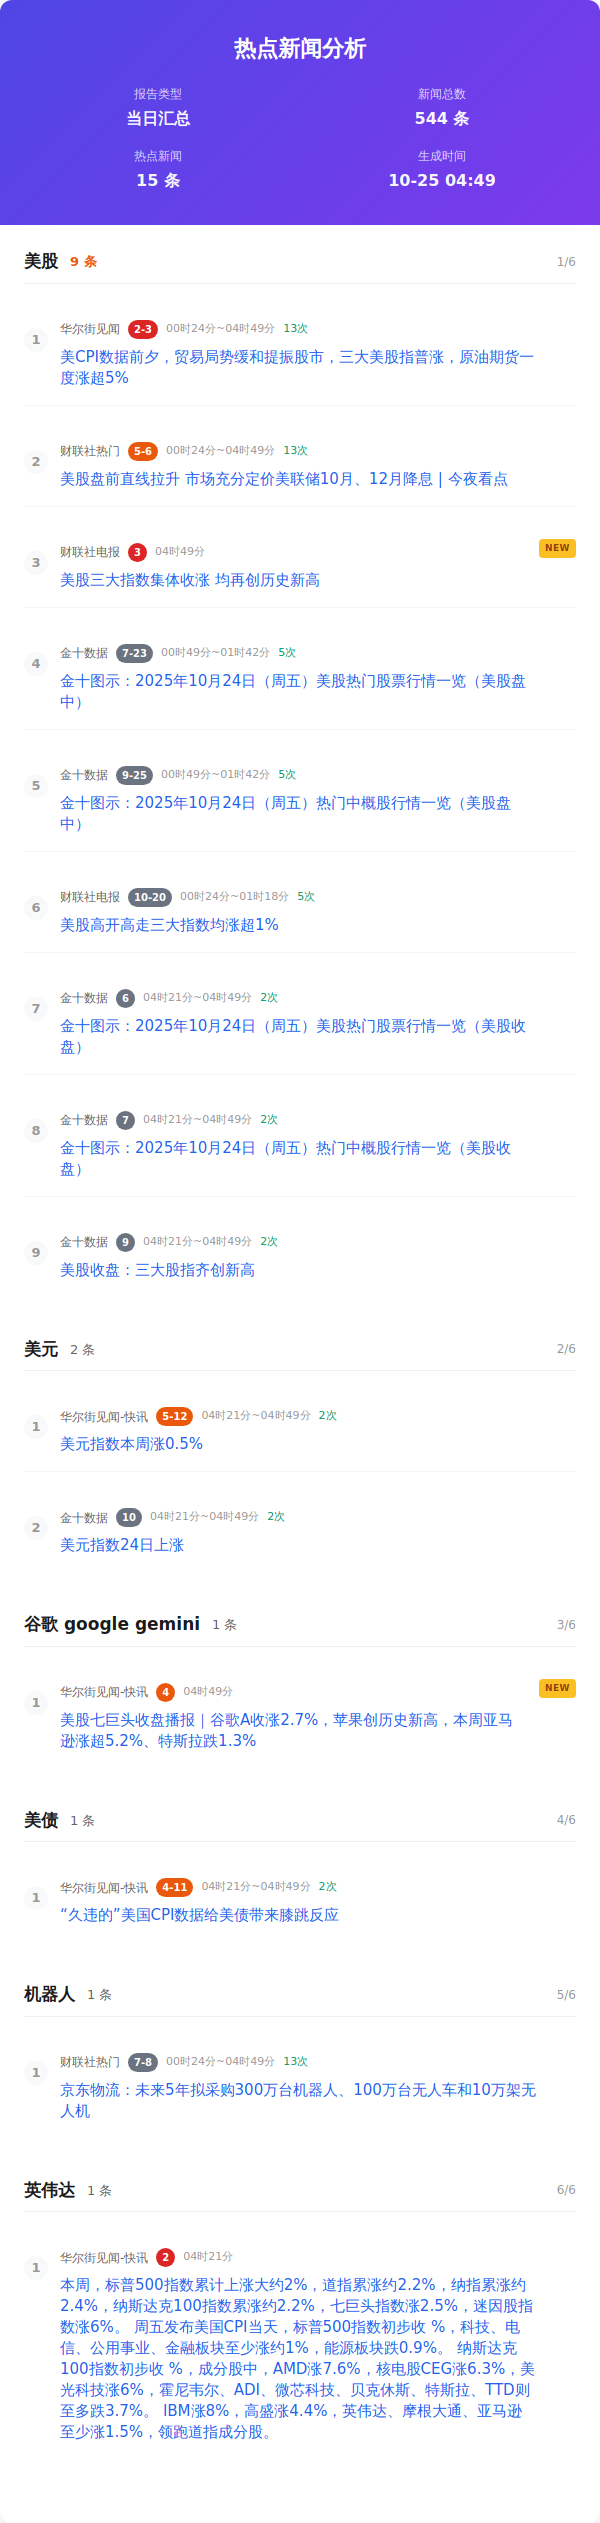 热点新闻分析
报告类型
当日汇总
新闻总数
544 条
热点新闻
15 条
生成时间
10-25 04:49
美股 9 条 1/6
1 华尔街见闻 2-3 00时24分~04时49分 13次
美CPI数据前夕，贸易局势缓和提振股市，三大美股指普涨，原油期货一
度涨超5%
2 财联社热门 5-6 00时24分~04时49分 13次
美股盘前直线拉升 市场充分定价美联储10月、12月降息 | 今夜看点
3 财联社电报 3 04时49分 NEW
美股三大指数集体收涨 均再创历史新高
4 金十数据 7-23 00时49分~01时42分 5次
金十图示：2025年10月24日（周五）美股热门股票行情一览（美股盘
中）
5 金十数据 9-25 00时49分~01时42分 5次
金十图示：2025年10月24日（周五）热门中概股行情一览（美股盘
中）
6 财联社电报 10-20 00时24分~01时18分 5次
美股高开高走三大指数均涨超1%
7 金十数据 6 04时21分~04时49分 2次
金十图示：2025年10月24日（周五）美股热门股票行情一览（美股收
盘）
8 金十数据 7 04时21分~04时49分 2次
金十图示：2025年10月24日（周五）热门中概股行情一览（美股收
盘）
9 金十数据 9 04时21分~04时49分 2次
美股收盘：三大股指齐创新高
美元 2 条 2/6
1 华尔街见闻-快讯 5-12 04时21分~04时49分 2次
美元指数本周涨0.5%
2 金十数据 10 04时21分~04时49分 2次
美元指数24日上涨
谷歌 google gemini 1 条 3/6
1 华尔街见闻-快讯 4 04时49分 NEW
美股七巨头收盘播报｜谷歌A收涨2.7%，苹果创历史新高，本周亚马
逊涨超5.2%、特斯拉跌1.3%
美债 1 条 4/6
1 华尔街见闻-快讯 4-11 04时21分~04时49分 2次
“久违的”美国CPI数据给美债带来膝跳反应
机器人 1 条 5/6
1 财联社热门 7-8 00时24分~04时49分 13次
京东物流：未来5年拟采购300万台机器人、100万台无人车和10万架无
人机
英伟达 1 条 6/6
1 华尔街见闻-快讯 2 04时21分
本周，标普500指数累计上涨大约2%，道指累涨约2.2%，纳指累涨约
2.4%，纳斯达克100指数累涨约2.2%，七巨头指数涨2.5%，迷因股指
数涨6%。 周五发布美国CPI当天，标普500指数初步收 %，科技、电
信、公用事业、金融板块至少涨约1%，能源板块跌0.9%。 纳斯达克
100指数初步收 %，成分股中，AMD涨7.6%，核电股CEG涨6.3%，美
光科技涨6%，霍尼韦尔、ADI、微芯科技、贝克休斯、特斯拉、TTD则
至多跌3.7%。 IBM涨8%，高盛涨4.4%，英伟达、摩根大通、亚马逊
至少涨1.5%，领跑道指成分股。